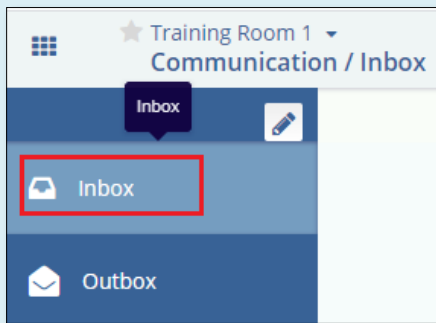 Training Room 1
Communication / Inbox
Inbox
Inbox
Outbox